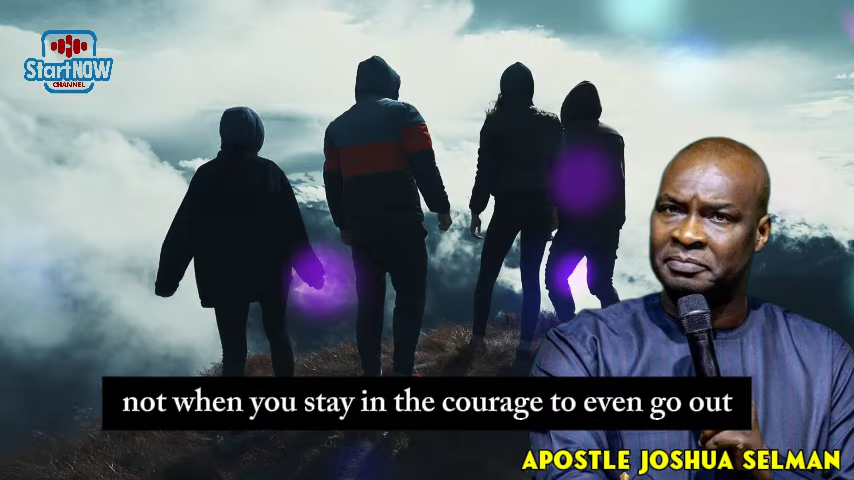 StartNOW
CHANNEL
not when you stay in the courage to even go out
APOSTLE JOSHUA SELMAN